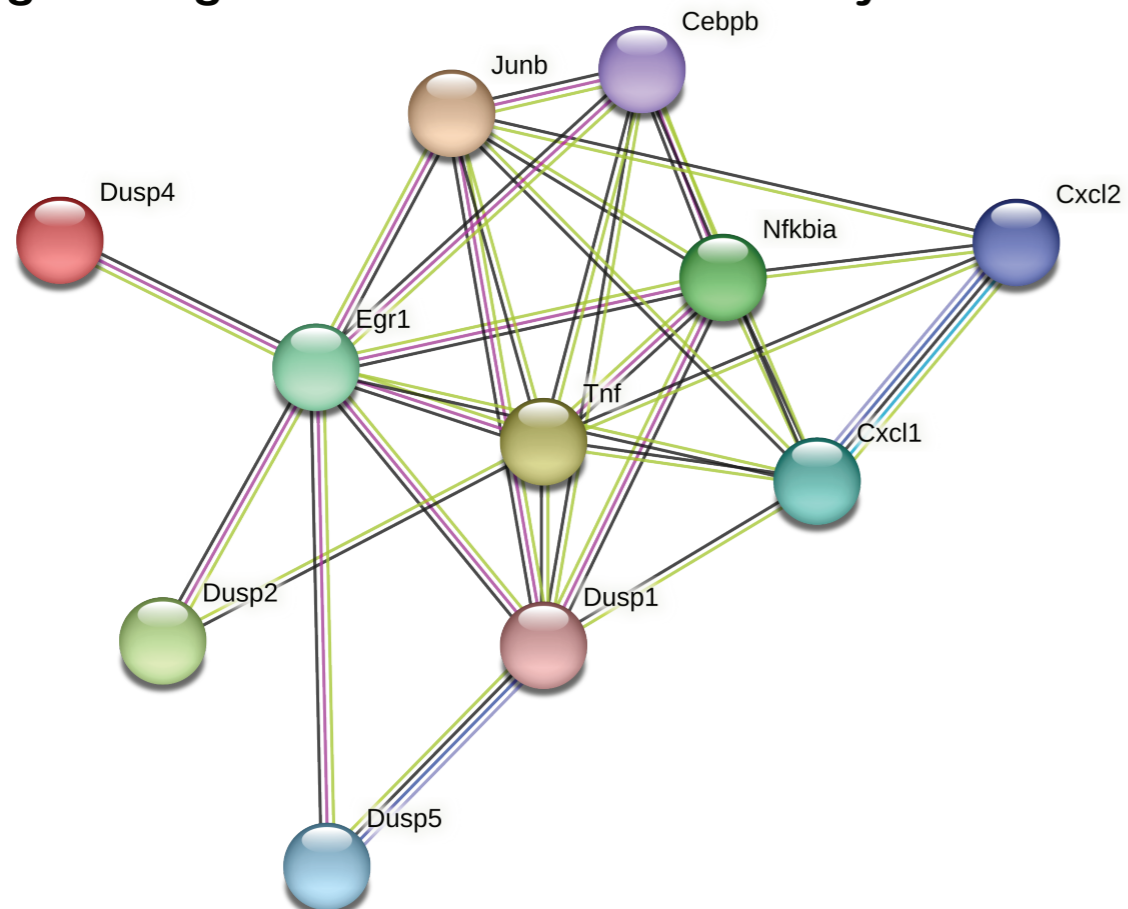 Cebpb
Junb
Dusp4
Cxcl2
Nfkbia
Egr1
Tnf
Cxcl1
Dusp2
Dusp1
Dusp5